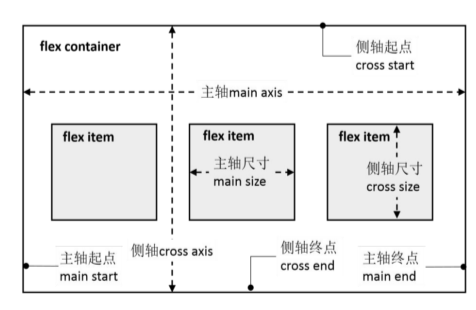 flex container
侧轴起点
cross start
主轴main axis
flex item
flex item
flex item
主轴尺寸
main size
侧轴尺寸
cross size
主轴起点
main start
侧轴cross axis
侧轴终点
cross end
主轴终点
main end